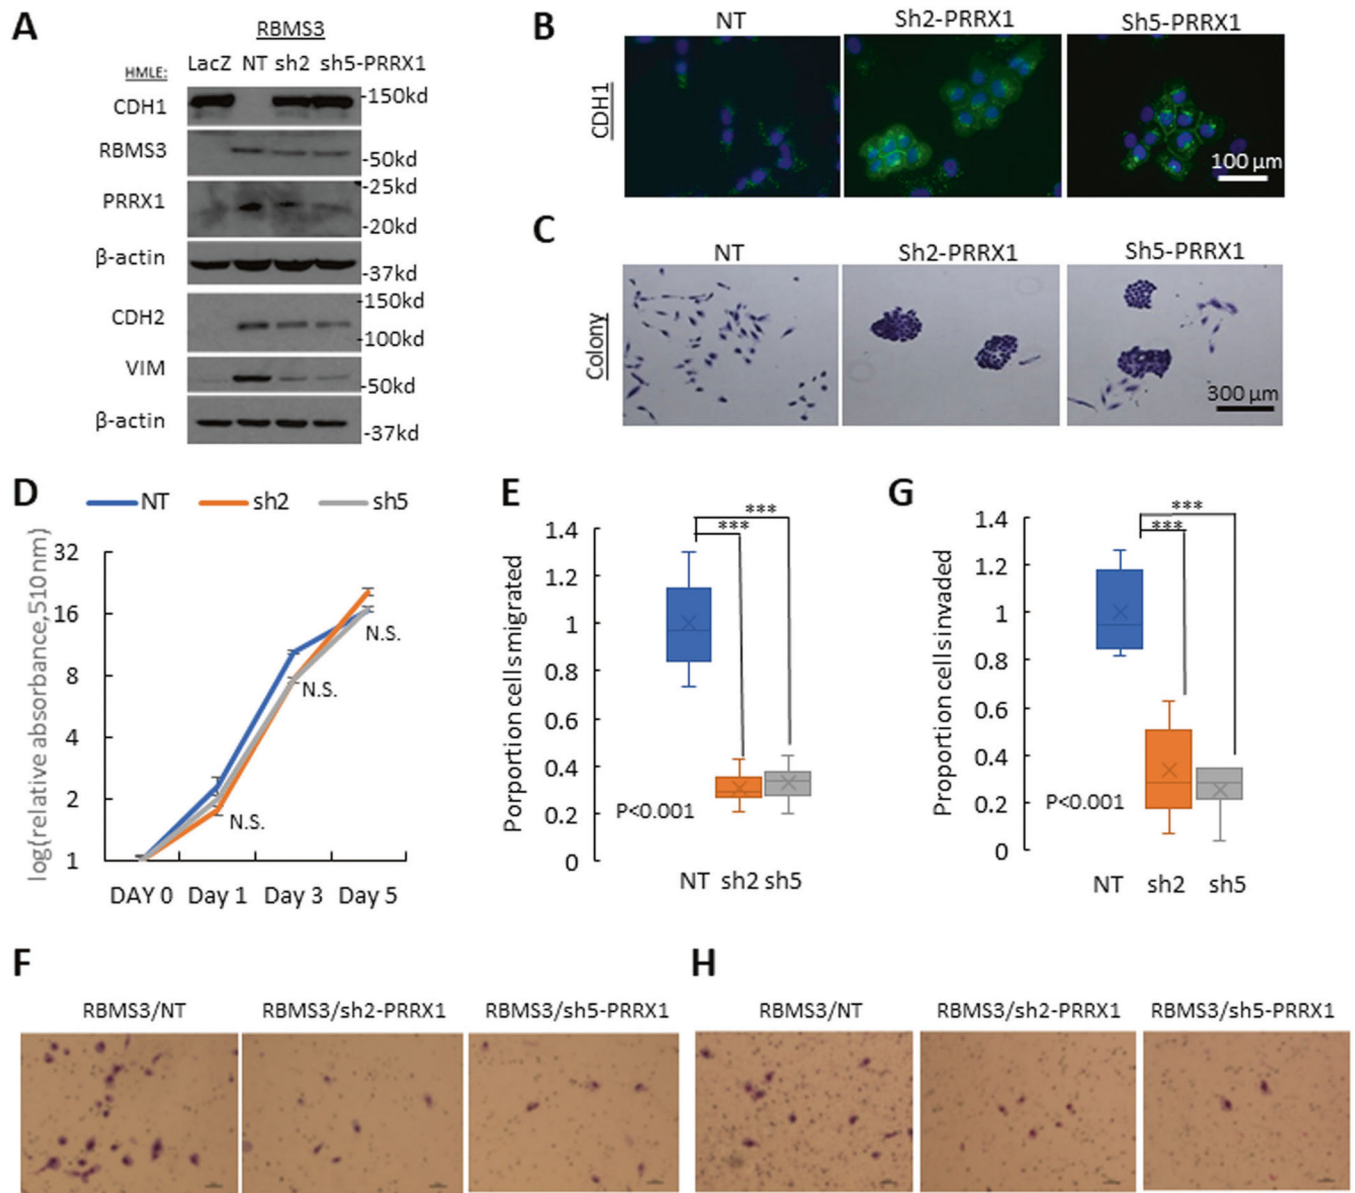 A
RBMS3
HMLE:
LacZ NT sh2 sh5-PRRX1
CDH1
-150kd
RBMS3
-50kd
PRRX1
-25kd
-20kd
β-actin
-37kd
CDH2
-150kd
-100kd
VIM
-50kd
β-actin
-37kd
B
NT Sh2-PRRX1 Sh5-PRRX1
CDH1
100 µm
C
NT Sh2-PRRX1 Sh5-PRRX1
Colony
300 µm
D
NT sh2 sh5
log(relative absorbance,510nm)
32
16
8
4
2
1
N.S.
N.S.
N.S.
DAY 0 Day 1 Day 3 Day 5
E
Porportion cells migrated
1.4
1.2
1
0.8
0.6
0.4
0.2
0
***
***
P<0.001
NT sh2 sh5
G
Proportion cells invaded
1.4
1.2
1
0.8
0.6
0.4
0.2
0
***
***
P<0.001
NT sh2 sh5
F
RBMS3/NT RBMS3/sh2-PRRX1 RBMS3/sh5-PRRX1
H
RBMS3/NT RBMS3/sh2-PRRX1 RBMS3/sh5-PRRX1